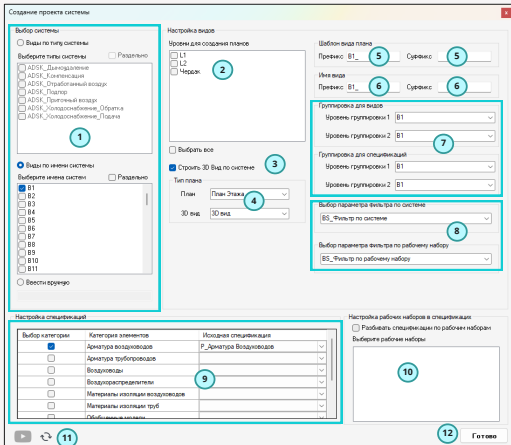 Создание проекта системы
x
Выбор системы
Виды по типу системы
Выберите типы системы
Раздельно
ADSK_Дымоудаление
ADSK_Компенсация
ADSK_Отработанный воздух
ADSK_Подпор
ADSK_Приточный воздух
ADSK_Холодоснабжение_Обратка
ADSK_Холодоснабжение_Подача
1
Виды по имени системы
Выберите имена систем
Раздельно
B1
B2
B3
B4
B5
B6
B7
B8
B9
B10
B11
Ввести вручную
Настройка видов
Уровни для создания планов
L1
L2
Чердак
2
Выбрать все
3
Строить 3D Вид по системе
Тип плана
План
План Этажа
4
3D вид
3D вид
Шаблон вида плана
Префикс
B1_
5
Суффикс
5
Имя вида
Префикс
B1_
6
Суффикс
6
Группировка для видов
Уровень группировки 1
B1
Уровень группировки 2
B1
7
Группировка для спецификаций
Уровень группировки 1
B1
Уровень группировки 2
B1
Выбор параметра фильтра по системе
BS_Фильтр по системе
8
Выбор параметра фильтра по рабочему набору
BS_Фильтр по рабочему набору
Настройка спецификаций
Выбор категории
Категория элементов
Исходная спецификация
Арматура воздуховодов
Р_Арматура Воздуховодов
Арматура трубопроводов
Воздуховоды
Воздухораспределители
9
Материалы изоляции воздуховодов
Материалы изоляции труб
Обобщенные модели
Настройка рабочих наборов в спецификация
Разбивать спецификации по рабочим наборам
Выберите рабочие наборы
10
11
12
Готово